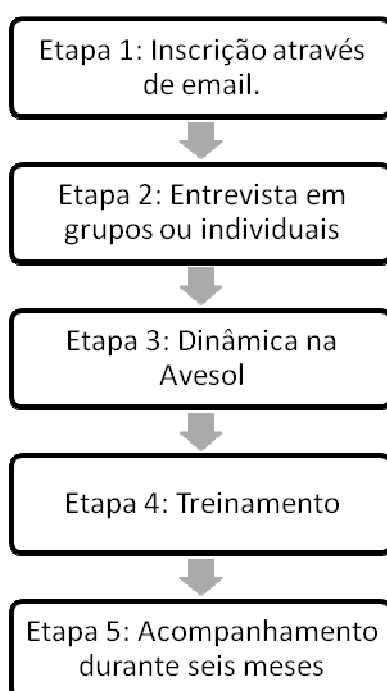 Etapa 1: Inscrição através
de email.
Etapa 2: Entrevista em
grupos ou individuais
Etapa 3: Dinâmica na
Avesol
Etapa 4: Treinamento
Etapa 5: Acompanhamento
durante seis meses